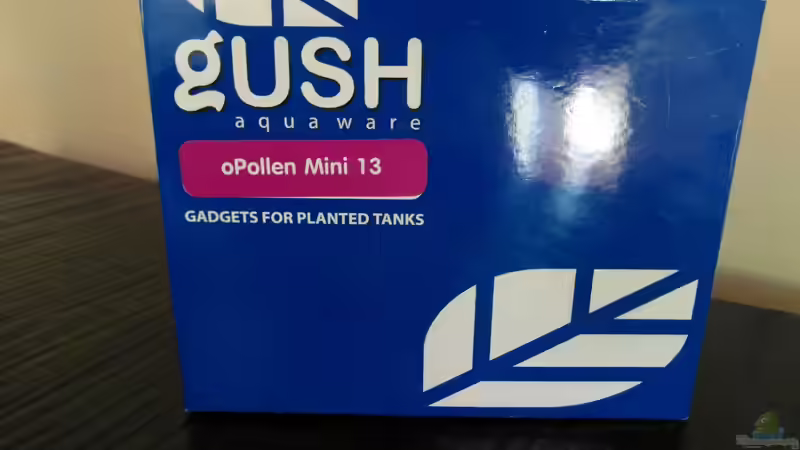 gUSH
aquaware
oPollen Mini 13
GADGETS FOR PLANTED TANKS